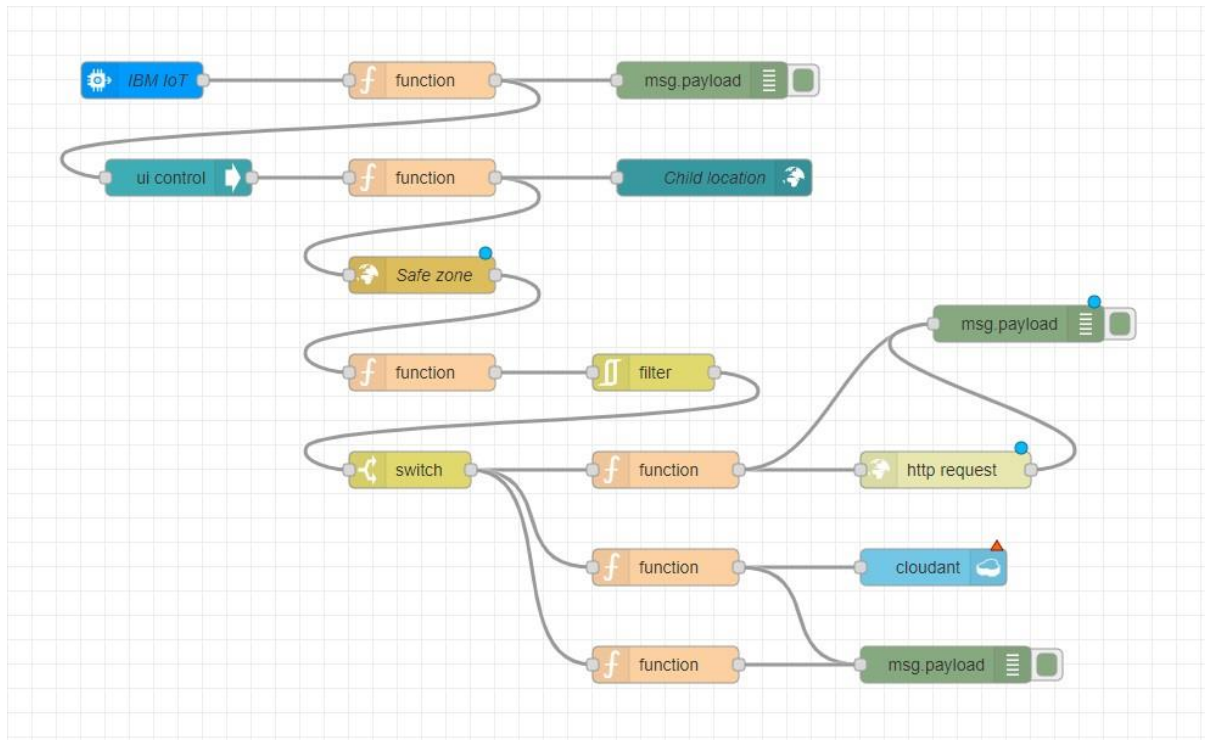 IBM IoT
function
msg.payload
ui control
function
Child location
Safe zone
msg.payload
function
filter
switch
function
http request
function
cloudant
function
msg.payload